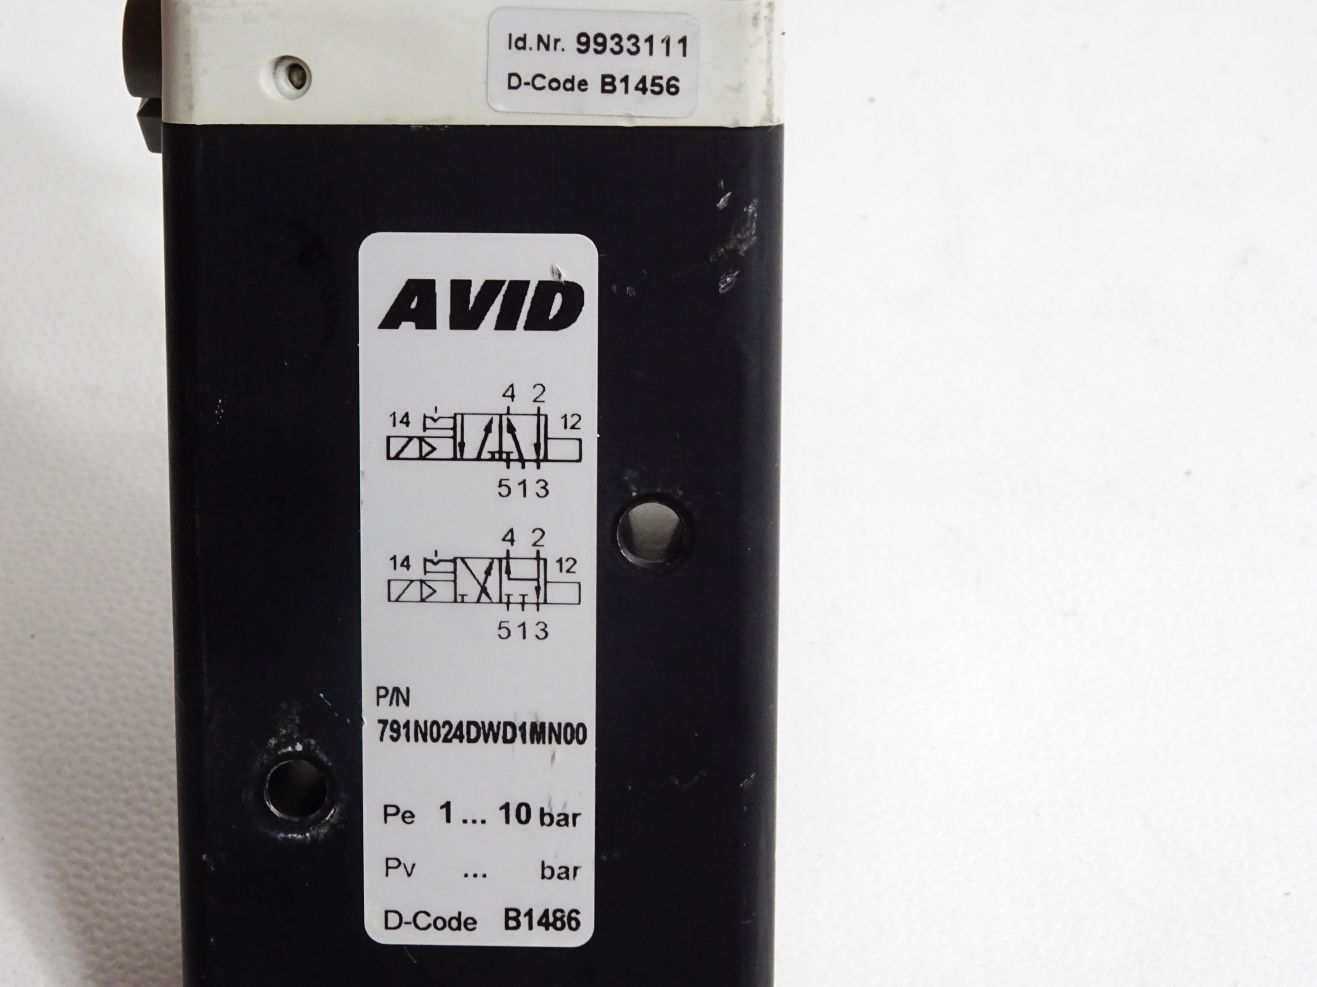 Id.Nr. 9933111
D-Code B1456
AVID
4 2
14 12
513
4 2
14 12
513
P/N
791N024DWD1MN00
Pe 1... 10 bar
Pv ... bar
D-Code B1486